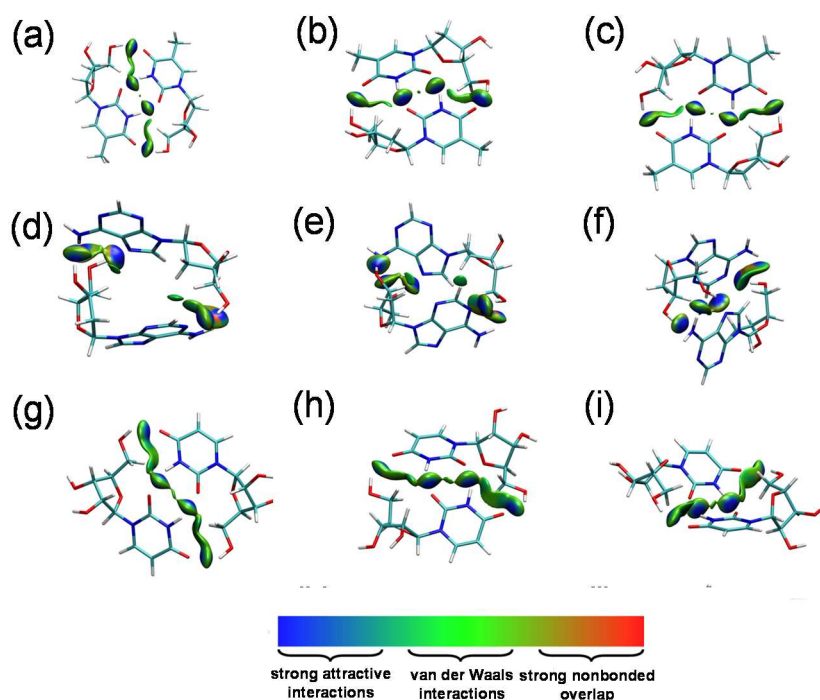 (a) (b) (c)
(d) (e) (f)
(g) (h) (i)
strong attractive van der Waals strong nonbonded
interactions interactions overlap